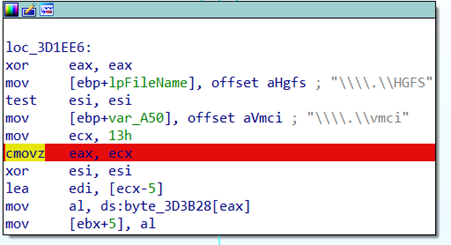 loc_3D1EE6:
xor     eax, eax
mov     [ebp+lpFileName], offset aHgfs ; "\\\\.\\HGFS"
test    esi, esi
mov     [ebp+var_A50], offset aVmci ; "\\\\.\\vmci"
mov     ecx, 13h
cmovz   eax, ecx
xor     esi, esi
lea     edi, [ecx-5]
mov     al, ds:byte_3D3B28[eax]
mov     [ebx+5], al